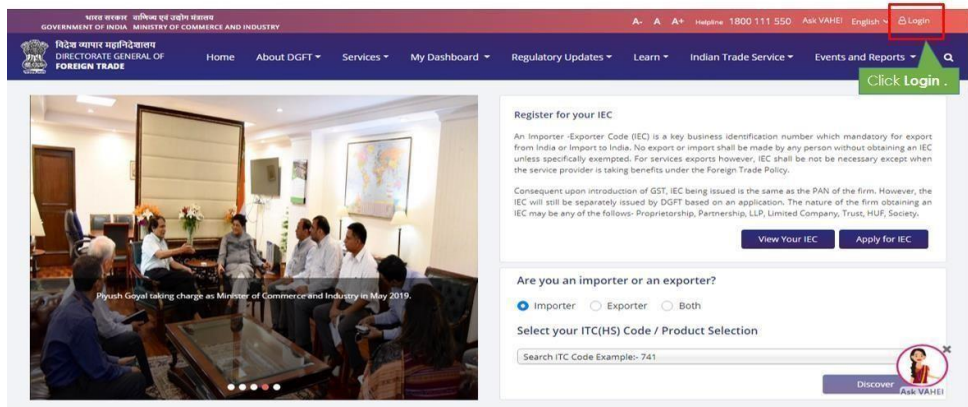 भारत सरकार वाणिज्य एवं उद्योग मंत्रालय
GOVERNMENT OF INDIA MINISTRY OF COMMERCE AND INDUSTRY
A- A A+ Helpline 1800 111 550 Ask VAHEI English Login
विदेश व्यापार महानिदेशालय
DIRECTORATE GENERAL OF
FOREIGN TRADE
Home About DGFT Services My Dashboard Regulatory Updates Learn Indian Trade Service Events and Reports
Click Login .
Piyush Goyal taking charge as Minister of Commerce and Industry in May 2019.
Register for your IEC
An Importer -Exporter Code (IEC) is a key business identification number which mandatory for export
from India or Import to India. No export or import shall be made by any person without obtaining an IEC
unless specifically exempted. For services exports however, IEC shall be not be necessary except when
the service provider is taking benefits under the Foreign Trade Policy.
Consequent upon introduction of GST, IEC being issued is the same as the PAN of the firm. However, the
IEC will still be separately issued by DGFT based on an application. The nature of the firm obtaining an
IEC may be any of the follows- Proprietorship, Partnership, LLP, Limited Company, Trust, HUF, Society.
View Your IEC Apply for IEC
Are you an importer or an exporter?
Importer Exporter Both
Select your ITC(HS) Code / Product Selection
Search ITC Code Example:- 741
Discover
Ask VAHEI